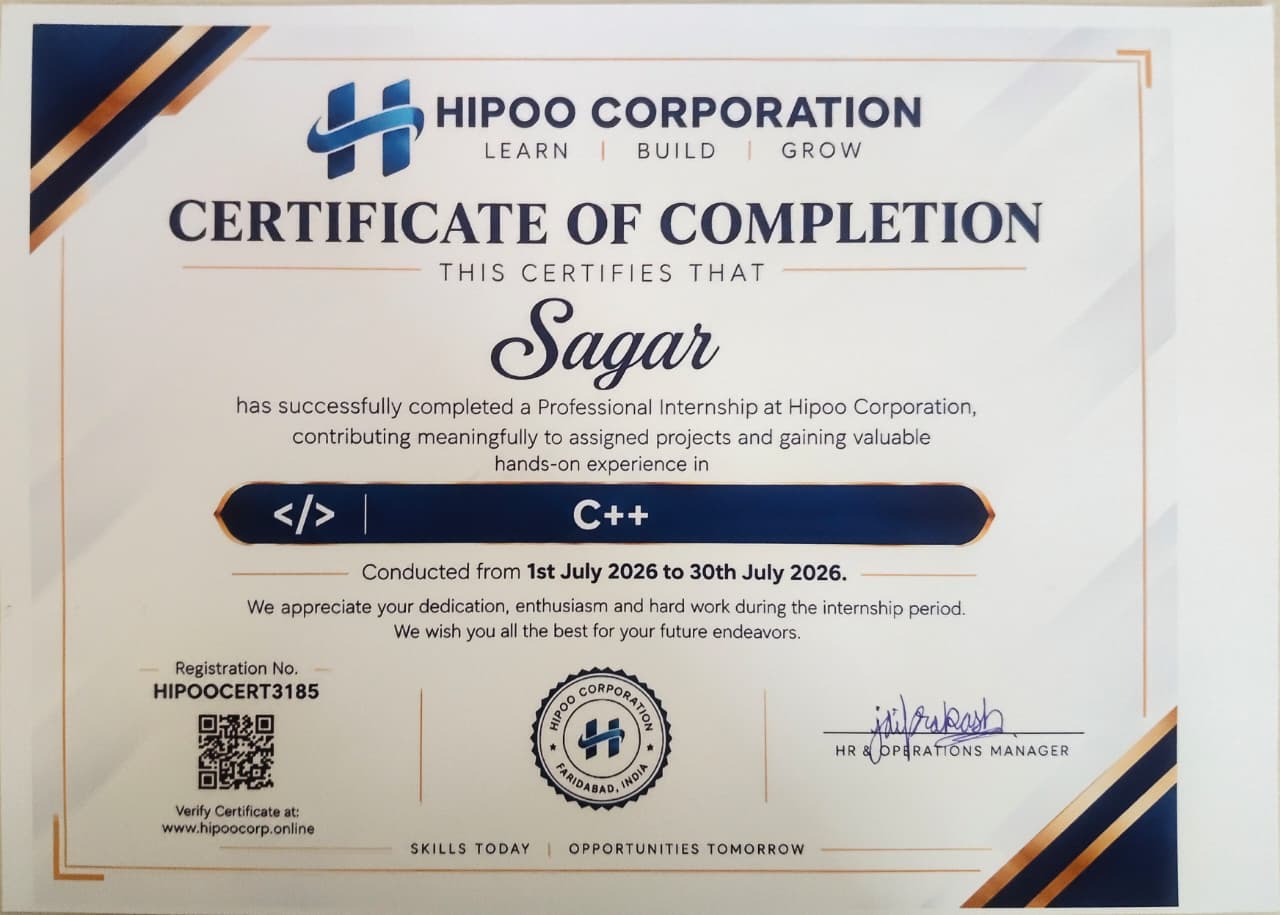 HIPOO CORPORATION
LEARN | BUILD | GROW
CERTIFICATE OF COMPLETION
THIS CERTIFIES THAT
Sagar
has successfully completed a Professional Internship at Hipoo Corporation,
contributing meaningfully to assigned projects and gaining valuable
hands-on experience in
</> | C++
Conducted from 1st July 2026 to 30th July 2026.
We appreciate your dedication, enthusiasm and hard work during the internship period.
We wish you all the best for your future endeavors.
Registration No.
HIPOOCERT3185
Verify Certificate at:
www.hipoocorp.online
HIPOO CORPORATION
FARIDABAD, INDIA
jaiprakash
HR & OPERATIONS MANAGER
SKILLS TODAY | OPPORTUNITIES TOMORROW